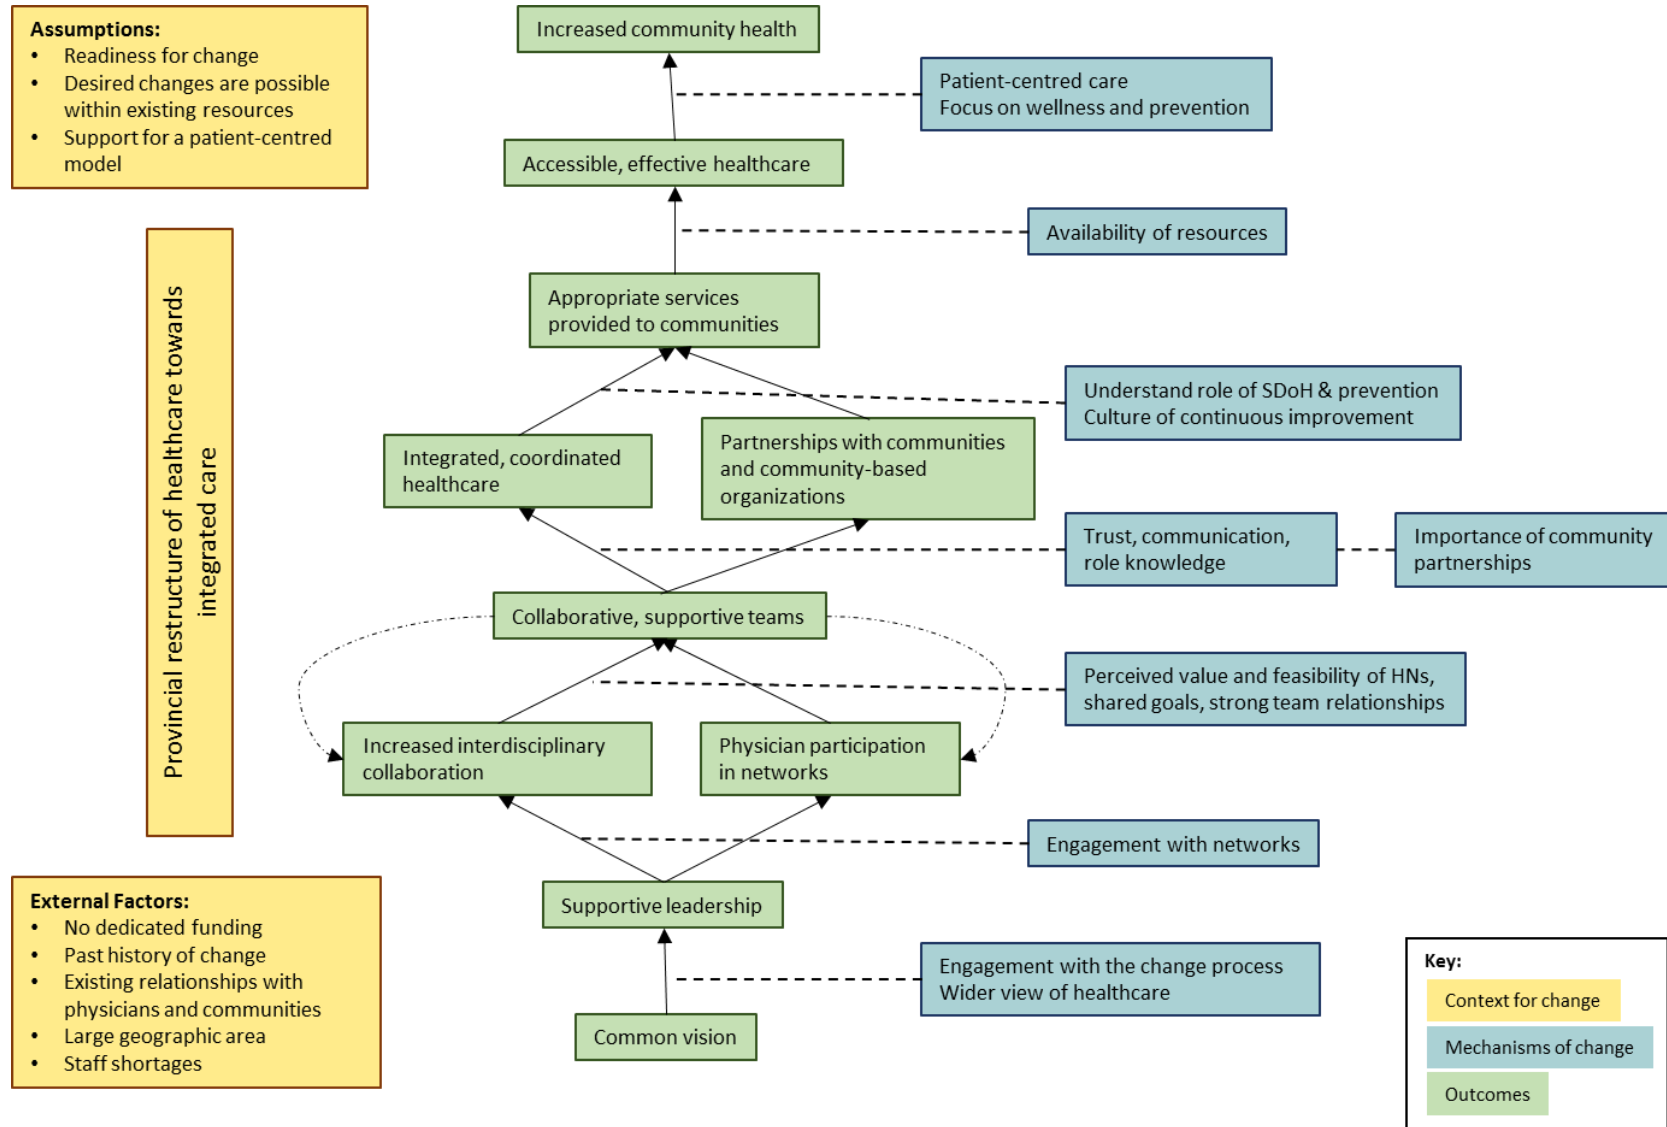 Assumptions:
• Readiness for change
• Desired changes are possible
within existing resources
• Support for a patient-centred
model
Increased community health
Patient-centred care
Focus on wellness and prevention
Accessible, effective healthcare
Availability of resources
Provincial restructure of healthcare towards
integrated care
Appropriate services
provided to communities
Understand role of SDoH & prevention
Culture of continuous improvement
Integrated, coordinated
healthcare
Partnerships with communities
and community-based
organizations
Trust, communication,
role knowledge
Importance of community
partnerships
Collaborative, supportive teams
Perceived value and feasibility of HNs,
shared goals, strong team relationships
Increased interdisciplinary
collaboration
Physician participation
in networks
Engagement with networks
Supportive leadership
External Factors:
• No dedicated funding
• Past history of change
• Existing relationships with
physicians and communities
• Large geographic area
• Staff shortages
Engagement with the change process
Wider view of healthcare
Common vision
Key:
Context for change
Mechanisms of change
Outcomes